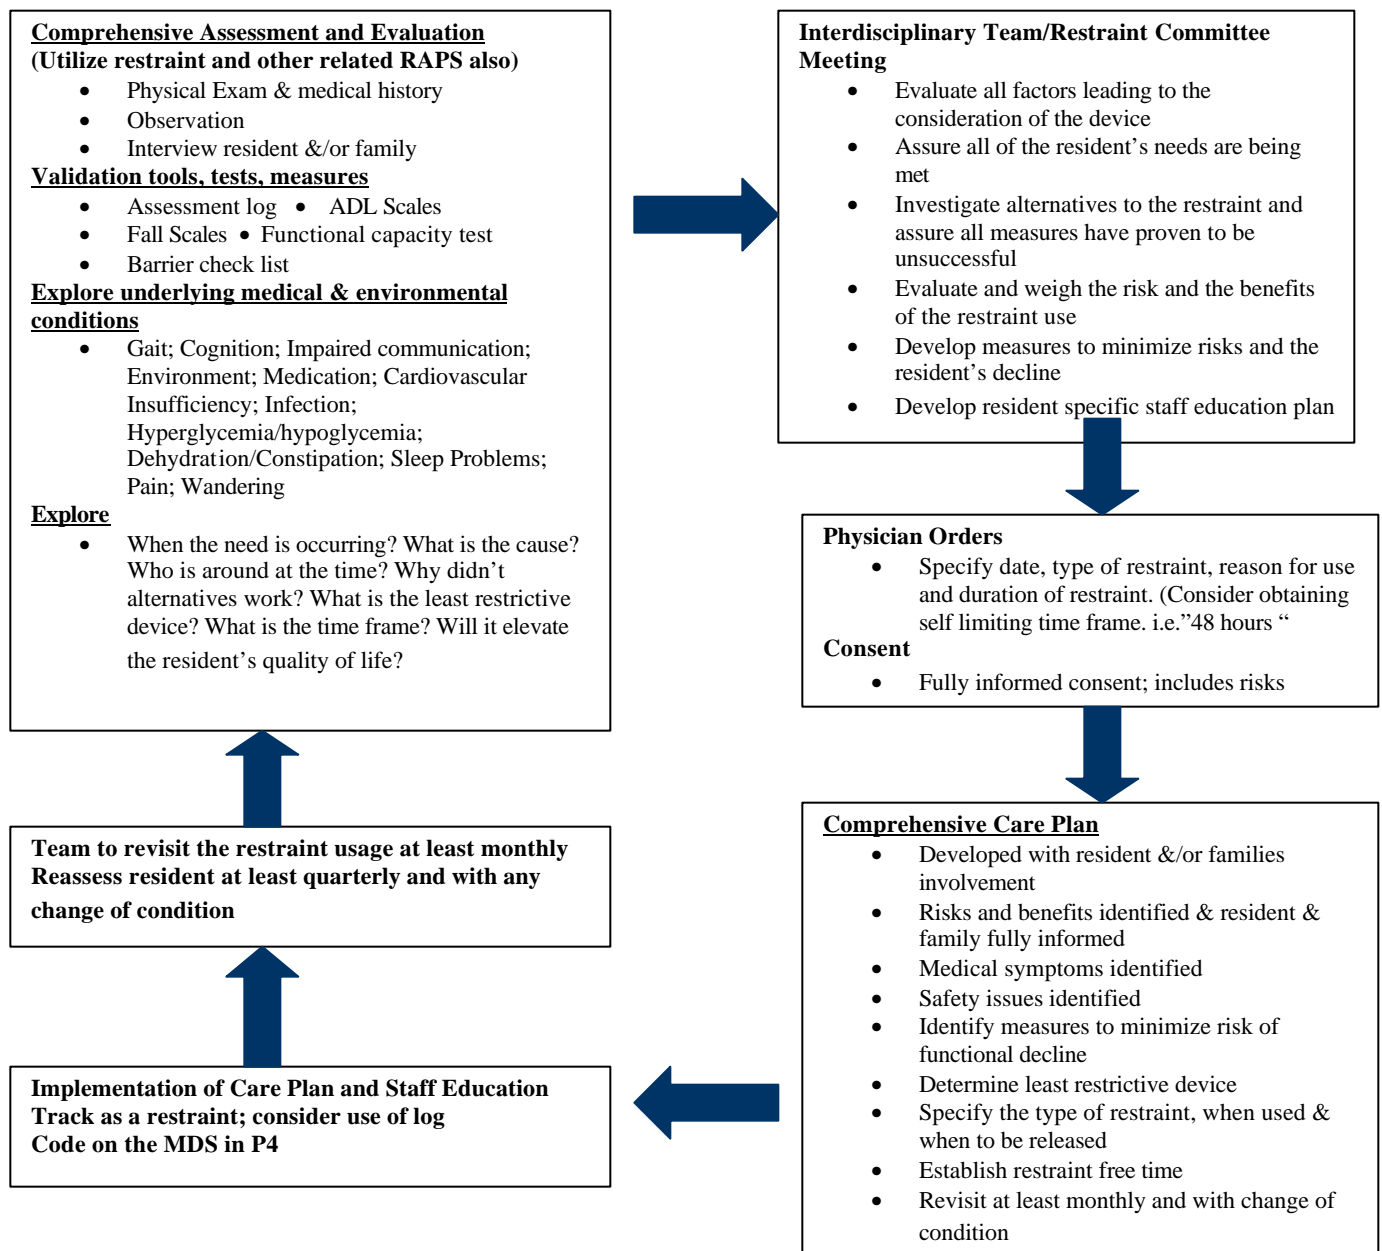 Comprehensive Assessment and Evaluation
(Utilize restraint and other related RAPS also)
• Physical Exam & medical history
• Observation
• Interview resident &/or family
Validation tools, tests, measures
• Assessment log • ADL Scales
• Fall Scales • Functional capacity test
• Barrier check list
Explore underlying medical & environmental
conditions
• Gait; Cognition; Impaired communication;
Environment; Medication; Cardiovascular
Insufficiency; Infection;
Hyperglycemia/hypoglycemia;
Dehydration/Constipation; Sleep Problems;
Pain; Wandering
Explore
• When the need is occurring? What is the cause?
Who is around at the time? Why didn’t
alternatives work? What is the least restrictive
device? What is the time frame? Will it elevate
the resident’s quality of life?
Interdisciplinary Team/Restraint Committee
Meeting
• Evaluate all factors leading to the
consideration of the device
• Assure all of the resident’s needs are being
met
• Investigate alternatives to the restraint and
assure all measures have proven to be
unsuccessful
• Evaluate and weigh the risk and the benefits
of the restraint use
• Develop measures to minimize risks and the
resident’s decline
• Develop resident specific staff education plan
Physician Orders
• Specify date, type of restraint, reason for use
and duration of restraint. (Consider obtaining
self limiting time frame. i.e.”48 hours “
Consent
• Fully informed consent; includes risks
Comprehensive Care Plan
• Developed with resident &/or families
involvement
• Risks and benefits identified & resident &
family fully informed
• Medical symptoms identified
• Safety issues identified
• Identify measures to minimize risk of
functional decline
• Determine least restrictive device
• Specify the type of restraint, when used &
when to be released
• Establish restraint free time
• Revisit at least monthly and with change of
condition
Implementation of Care Plan and Staff Education
Track as a restraint; consider use of log
Code on the MDS in P4
Team to revisit the restraint usage at least monthly
Reassess resident at least quarterly and with any
change of condition